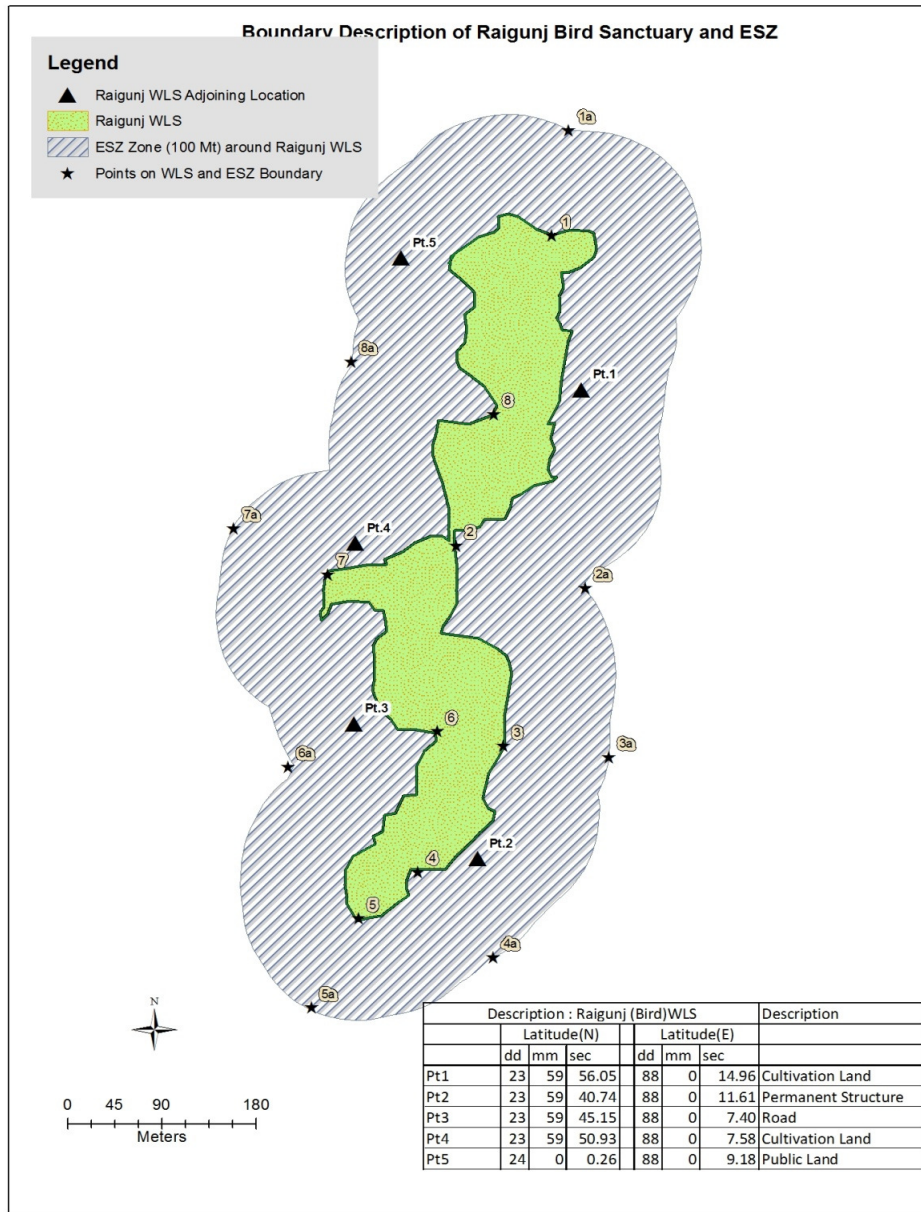 Boundary Description of Raigunj Bird Sanctuary and ESZ
Legend
Raigunj WLS Adjoining Location
Raigunj WLS
ESZ Zone (100 Mt) around Raigunj WLS
Points on WLS and ESZ Boundary
1a
1
Pt.5
8a
Pt.1
8
7a
Pt.4
2
7
2a
Pt.3
6
3
6a
3a
Pt.2
4
5
4a
5a
N
0 45 90 180
Meters
Description : Raigunj (Bird)WLS Description
Latitude(N) Latitude(E)
dd mm sec dd mm sec
Pt1 23 59 56.05 88 0 14.96 Cultivation Land
Pt2 23 59 40.74 88 0 11.61 Permanent Structure
Pt3 23 59 45.15 88 0 7.40 Road
Pt4 23 59 50.93 88 0 7.58 Cultivation Land
Pt5 24 0 0.26 88 0 9.18 Public Land